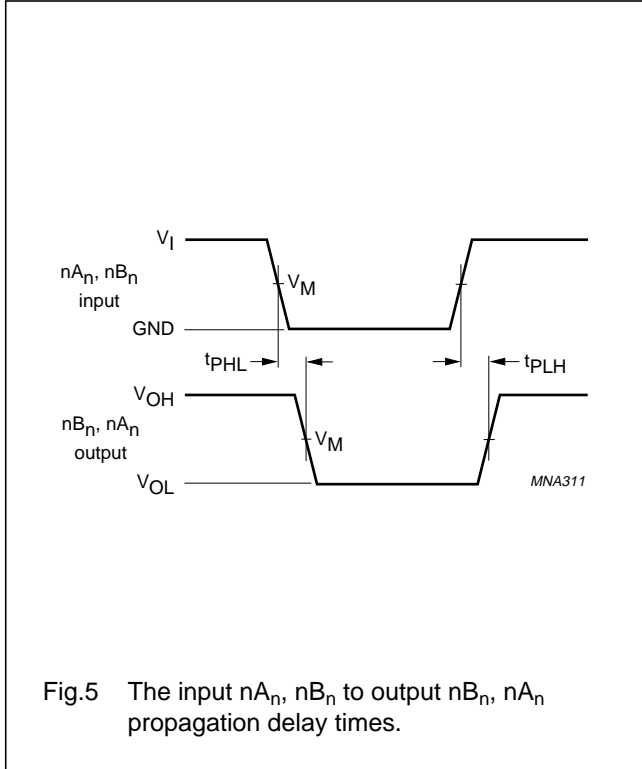 V_I
nA_n, nB_n
input
V_M
GND
t_PHL
t_PLH
V_OH
nB_n, nA_n
output
V_M
V_OL
MNA311
Fig.5 The input nA_n, nB_n to output nB_n, nA_n
propagation delay times.